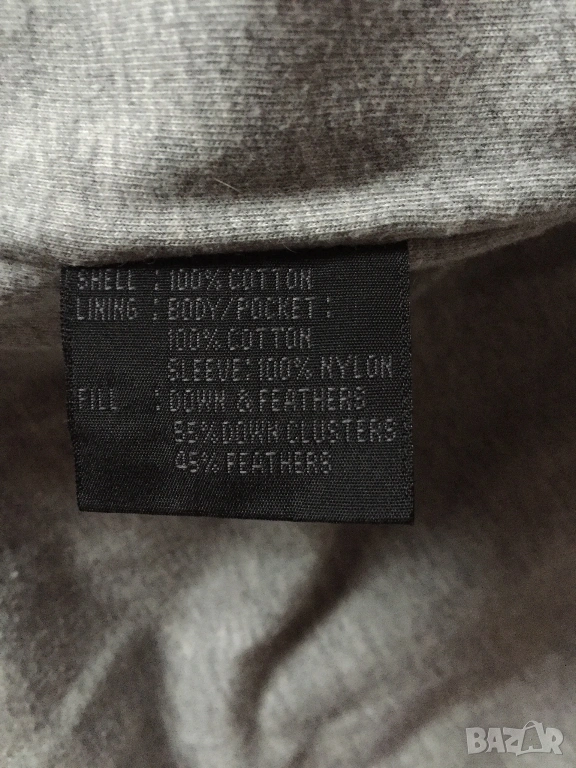 SHELL : 100% COTTON
LINING : BODY/POCKET :
100% COTTON
SLEEVE: 100% NYLON
FILL : DOWN & FEATHERS
55% DOWN CLUSTERS
45% FEATHERS
BAZAR